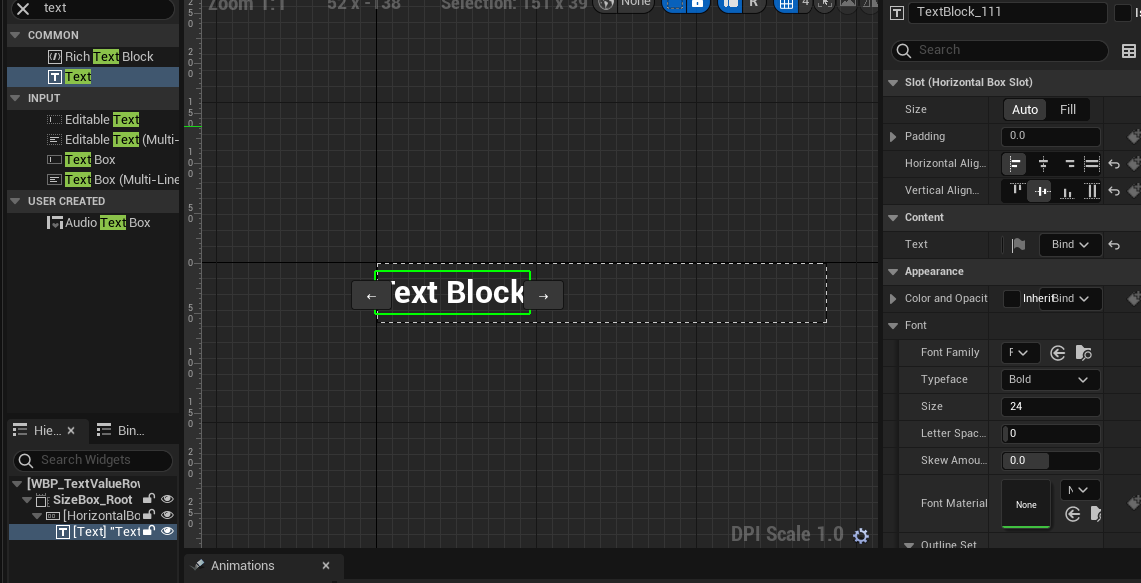 text
COMMON
Rich Text Block
Text
INPUT
Editable Text
Editable Text (Multi-
Text Box
Text Box (Multi-Line
USER CREATED
Audio Text Box
Hie...
Bin...
Search Widgets
[WBP_TextValueRow
SizeBox_Root
[HorizontalBo
[Text] "Text
Zoom 1:1
52 x -138
Selection: 151 x 39
None
4
R
Text Block
←
→
DPI Scale 1.0
Animations
TextBlock_111
Is
Search
Slot (Horizontal Box Slot)
Size
Auto
Fill
Padding
0.0
Horizontal Alig...
Vertical Alignm...
Content
Text
Bind
Appearance
Color and Opacit
Inherit
Bind
Font
Font Family
F
Typeface
Bold
Size
24
Letter Spac...
0
Skew Amou...
0.0
Font Material
None
N
Outline Set